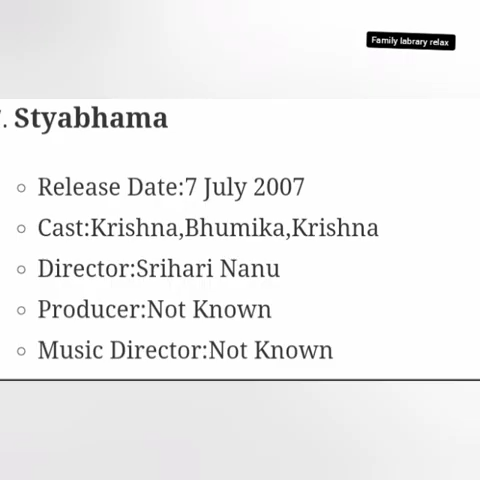 Family labrary relax
. Styabhama
Release Date:7 July 2007
Cast:Krishna,Bhumika,Krishna
Director:Srihari Nanu
Producer:Not Known
Music Director:Not Known